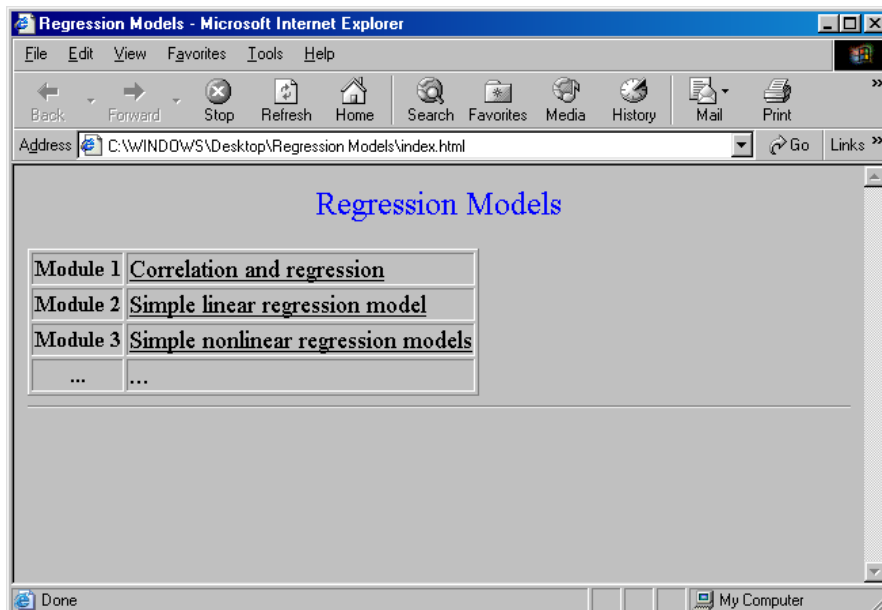 Regression Models - Microsoft Internet Explorer
File Edit View Favorites Tools Help
Back Forward Stop Refresh Home Search Favorites Media History Mail Print »
Address C:\WINDOWS\Desktop\Regression Models\index.html Go Links »
Regression Models
Module 1 Correlation and regression
Module 2 Simple linear regression model
Module 3 Simple nonlinear regression models
... ...
Done My Computer